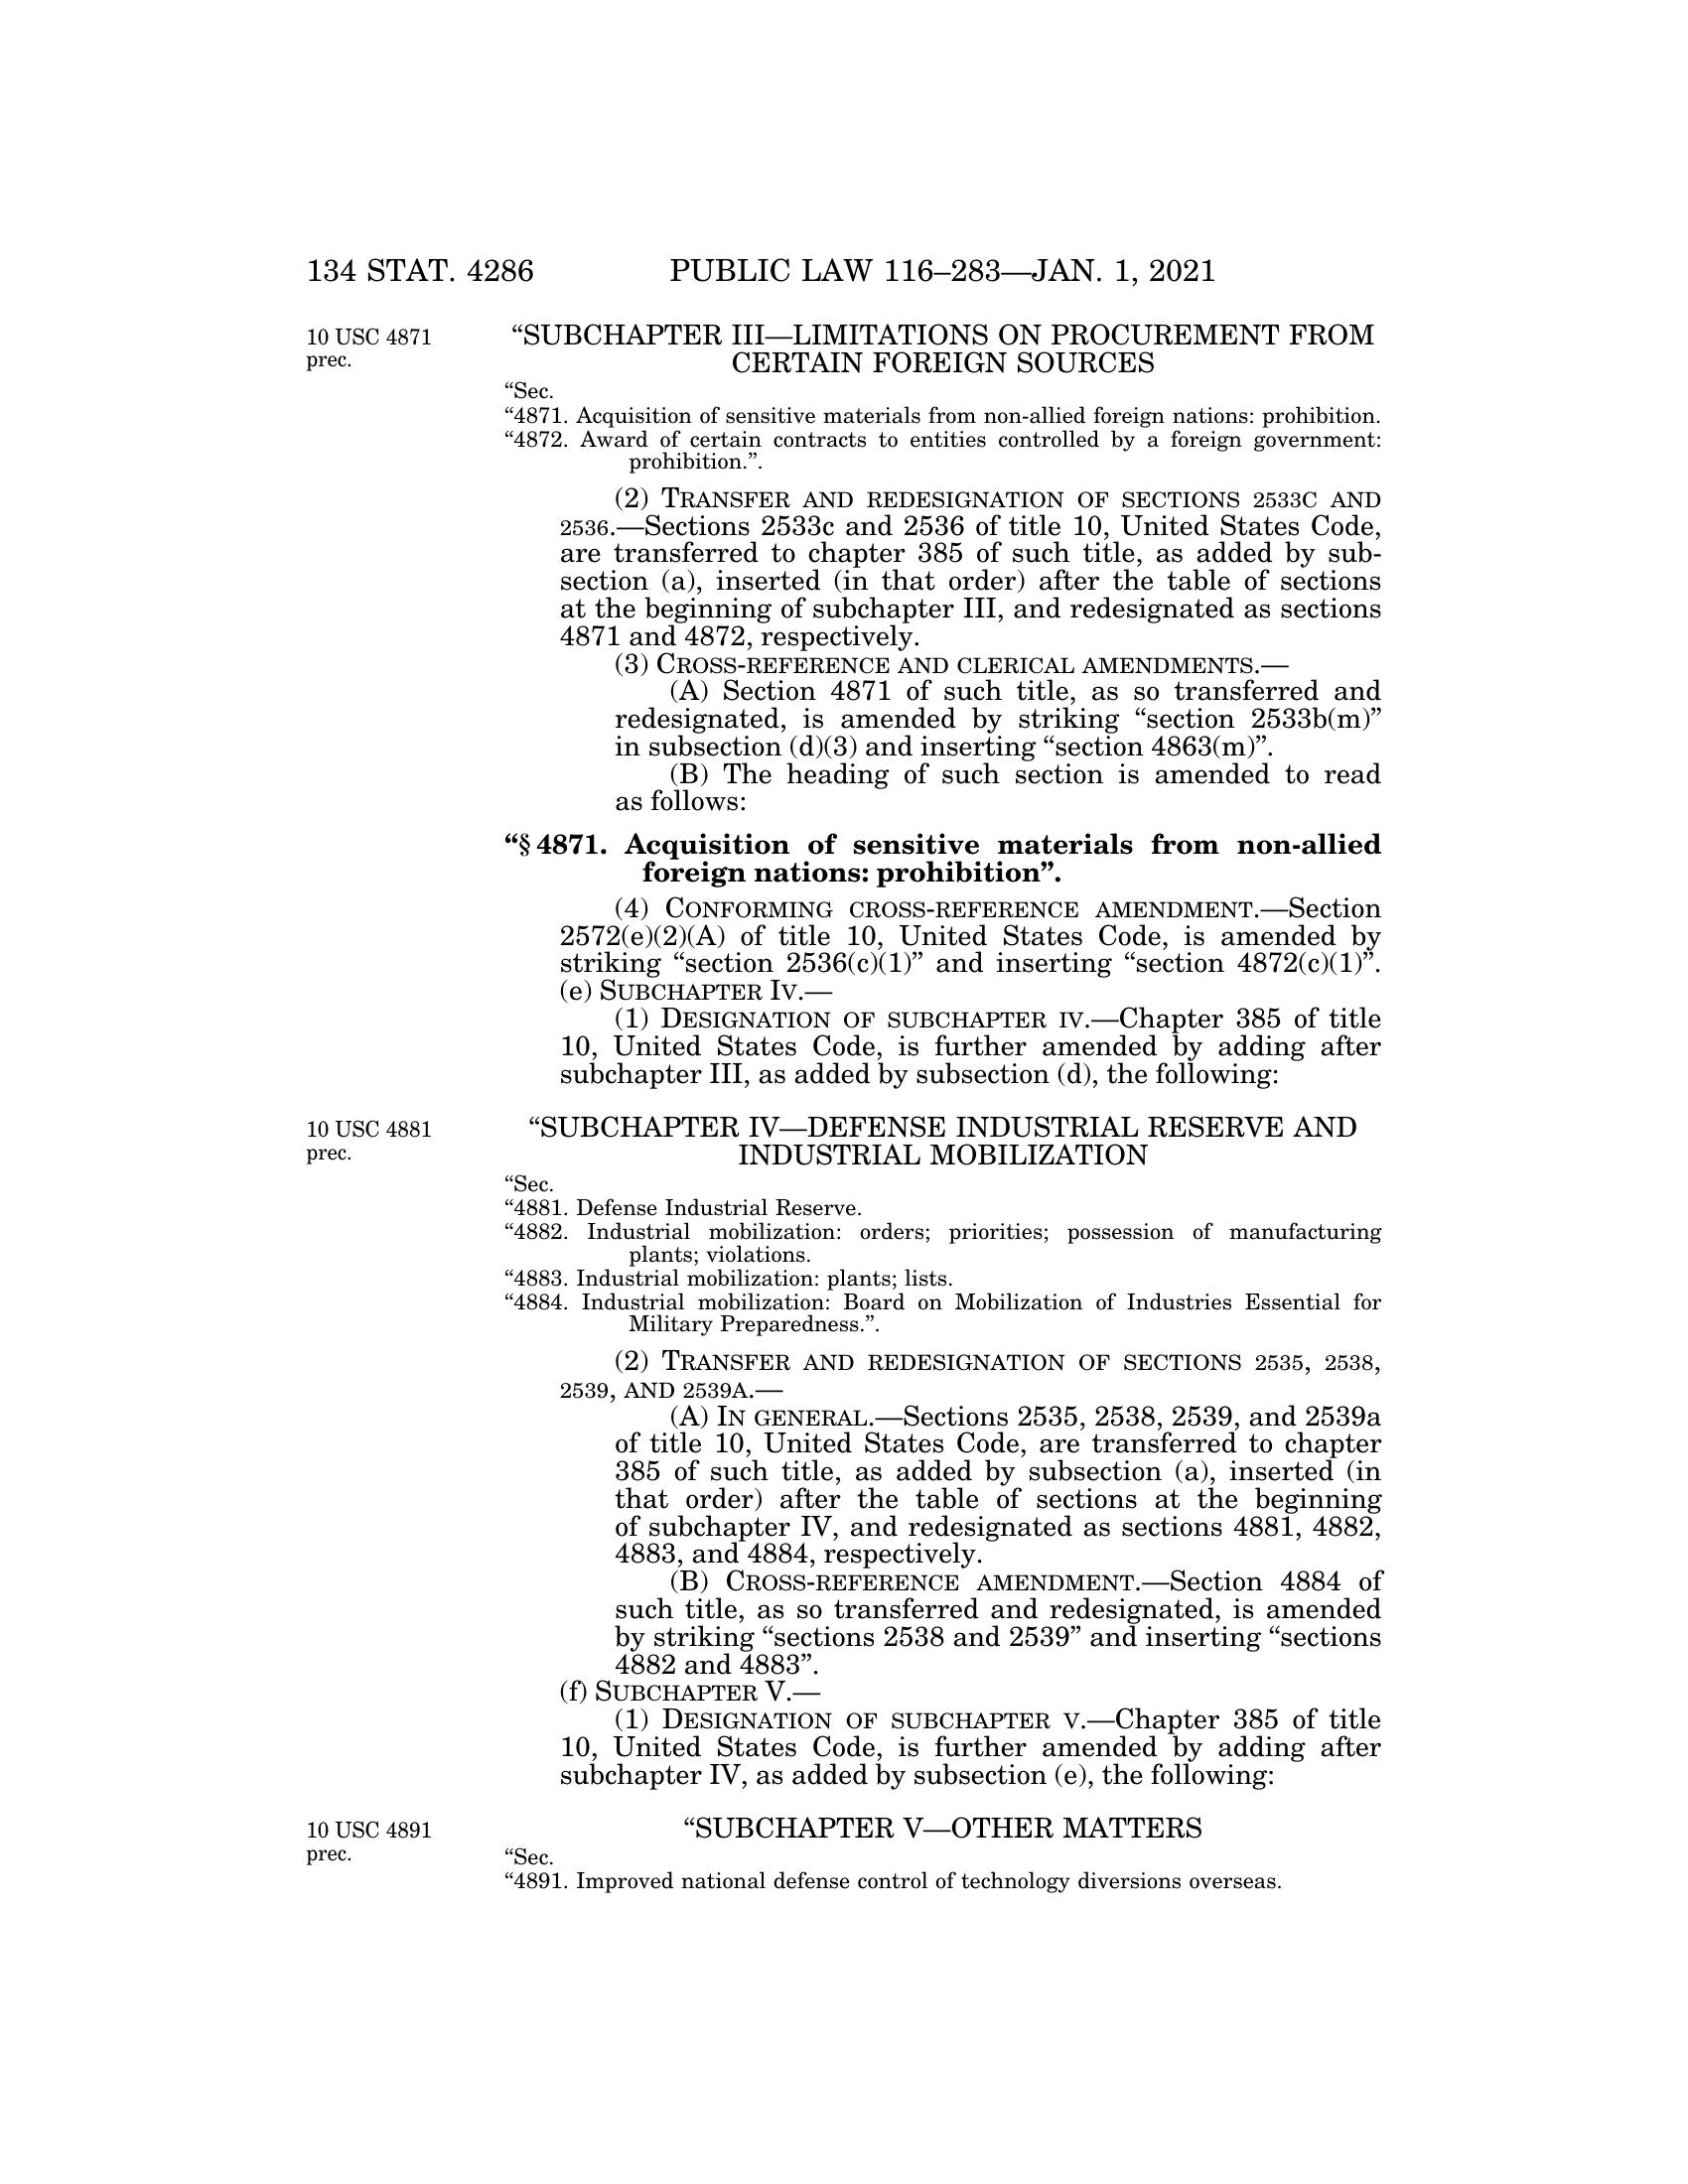 134 STAT. 4286
PUBLIC LAW 116–283—JAN. 1, 2021
10 USC 4871
prec.
“SUBCHAPTER III—LIMITATIONS ON PROCUREMENT FROM
CERTAIN FOREIGN SOURCES
“Sec.
“4871. Acquisition of sensitive materials from non-allied foreign nations: prohibition.
“4872. Award of certain contracts to entities controlled by a foreign government:
prohibition.”.
(2) TRANSFER AND REDESIGNATION OF SECTIONS 2533C AND
2536.—Sections 2533c and 2536 of title 10, United States Code,
are transferred to chapter 385 of such title, as added by sub-
section (a), inserted (in that order) after the table of sections
at the beginning of subchapter III, and redesignated as sections
4871 and 4872, respectively.
(3) CROSS-REFERENCE AND CLERICAL AMENDMENTS.—
(A) Section 4871 of such title, as so transferred and
redesignated, is amended by striking “section 2533b(m)”
in subsection (d)(3) and inserting “section 4863(m)”.
(B) The heading of such section is amended to read
as follows:
“§ 4871. Acquisition of sensitive materials from non-allied
foreign nations: prohibition”.
(4) CONFORMING CROSS-REFERENCE AMENDMENT.—Section
2572(e)(2)(A) of title 10, United States Code, is amended by
striking “section 2536(c)(1)” and inserting “section 4872(c)(1)”.
(e) SUBCHAPTER IV.—
(1) DESIGNATION OF SUBCHAPTER IV.—Chapter 385 of title
10, United States Code, is further amended by adding after
subchapter III, as added by subsection (d), the following:
10 USC 4881
prec.
“SUBCHAPTER IV—DEFENSE INDUSTRIAL RESERVE AND
INDUSTRIAL MOBILIZATION
“Sec.
“4881. Defense Industrial Reserve.
“4882. Industrial mobilization: orders; priorities; possession of manufacturing
plants; violations.
“4883. Industrial mobilization: plants; lists.
“4884. Industrial mobilization: Board on Mobilization of Industries Essential for
Military Preparedness.”.
(2) TRANSFER AND REDESIGNATION OF SECTIONS 2535, 2538,
2539, AND 2539A.—
(A) IN GENERAL.—Sections 2535, 2538, 2539, and 2539a
of title 10, United States Code, are transferred to chapter
385 of such title, as added by subsection (a), inserted (in
that order) after the table of sections at the beginning
of subchapter IV, and redesignated as sections 4881, 4882,
4883, and 4884, respectively.
(B) CROSS-REFERENCE AMENDMENT.—Section 4884 of
such title, as so transferred and redesignated, is amended
by striking “sections 2538 and 2539” and inserting “sections
4882 and 4883”.
(f) SUBCHAPTER V.—
(1) DESIGNATION OF SUBCHAPTER V.—Chapter 385 of title
10, United States Code, is further amended by adding after
subchapter IV, as added by subsection (e), the following:
10 USC 4891
prec.
“SUBCHAPTER V—OTHER MATTERS
“Sec.
“4891. Improved national defense control of technology diversions overseas.